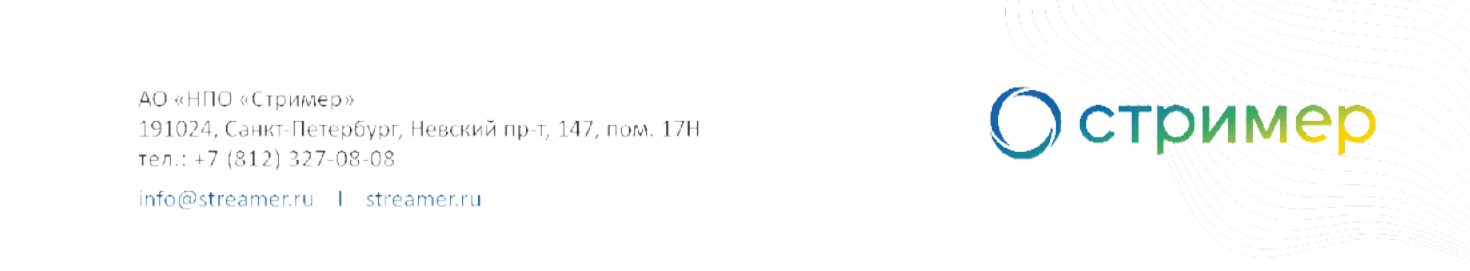 АО «НПО «Стример»
191024, Санкт-Петербург, Невский пр-т, 147, пом. 17Н
тел.: +7 (812) 327-08-08
info@streamer.ru | streamer.ru
стример